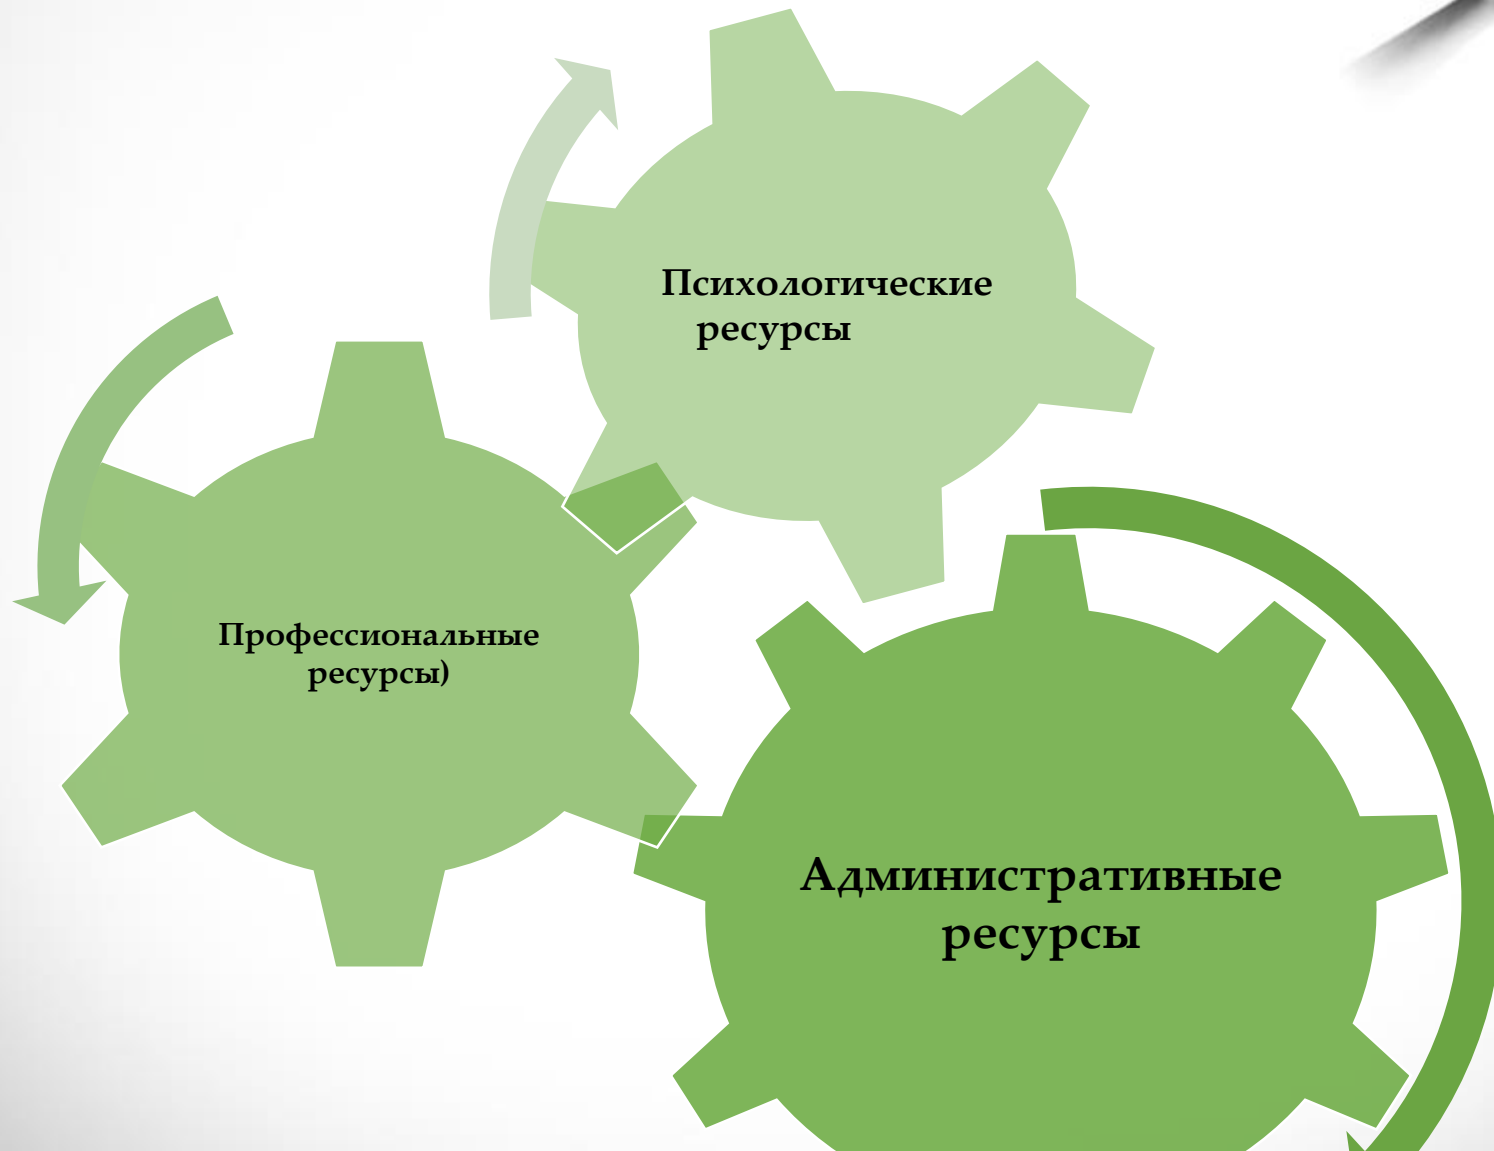 Психологические
ресурсы
Профессиональные
ресурсы)
Административные
ресурсы